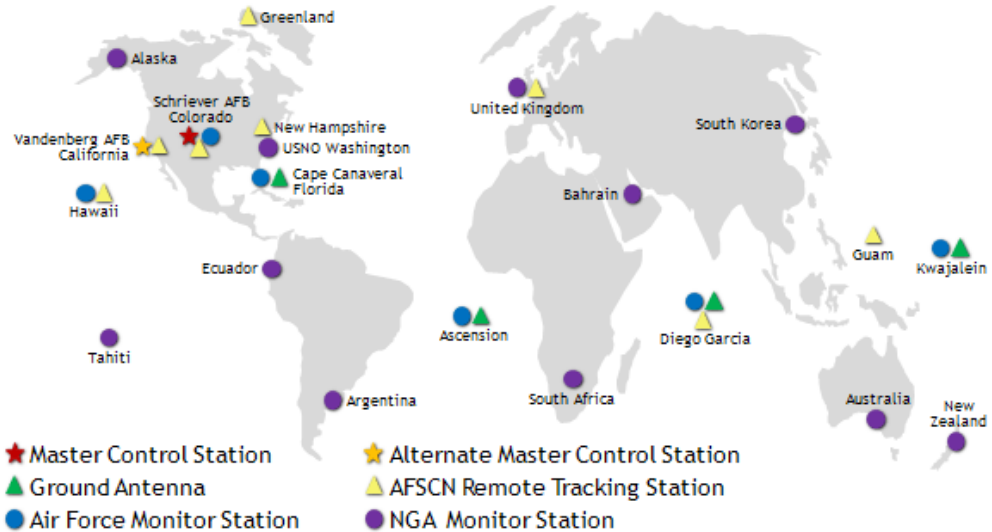 Greenland
Alaska
Schriever AFB
Colorado
New Hampshire
Vandenberg AFB
California
USNO Washington
Cape Canaveral
Florida
Hawaii
United Kingdom
South Korea
Bahrain
Guam
Kwajalein
Ecuador
Ascension
Diego Garcia
Tahiti
Argentina
South Africa
Australia
New
Zealand
Master Control Station
Alternate Master Control Station
Ground Antenna
AFSCN Remote Tracking Station
Air Force Monitor Station
NGA Monitor Station